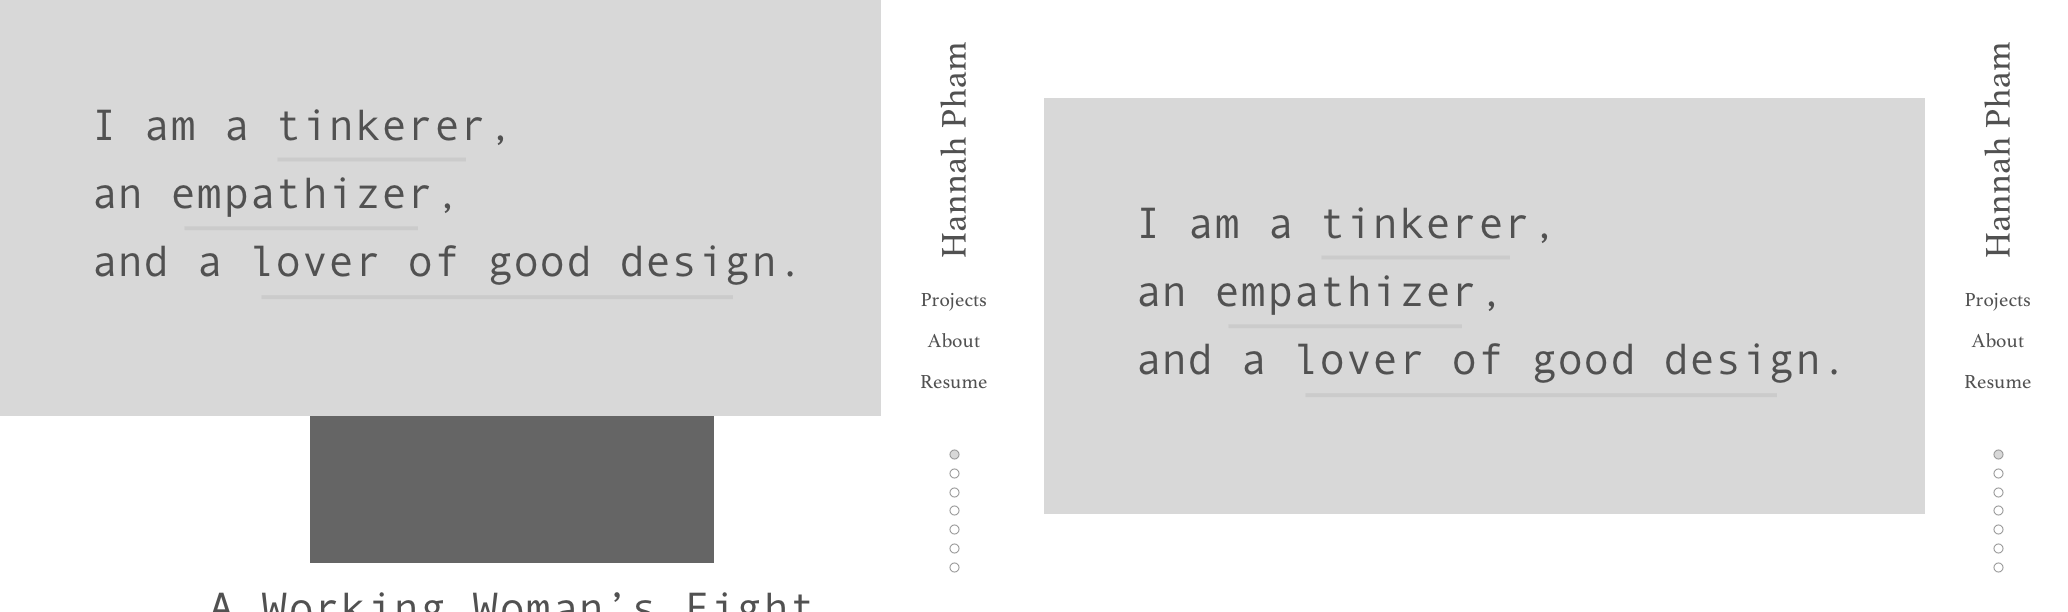 I am a tinkerer,
an empathizer,
and a lover of good design.
Hannah Pham
Projects
About
Resume
A Working Woman’s Fight
I am a tinkerer,
an empathizer,
and a lover of good design.
Hannah Pham
Projects
About
Resume